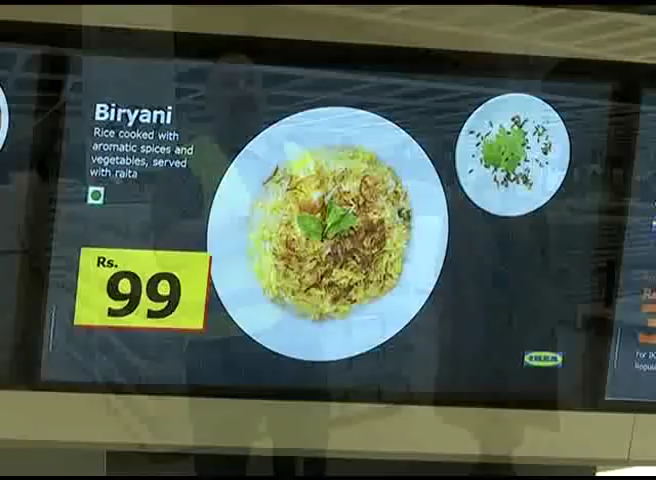 Biryani
Rice cooked with
aromatic spices and
vegetables, served
with raita
Rs.
99
IKEA